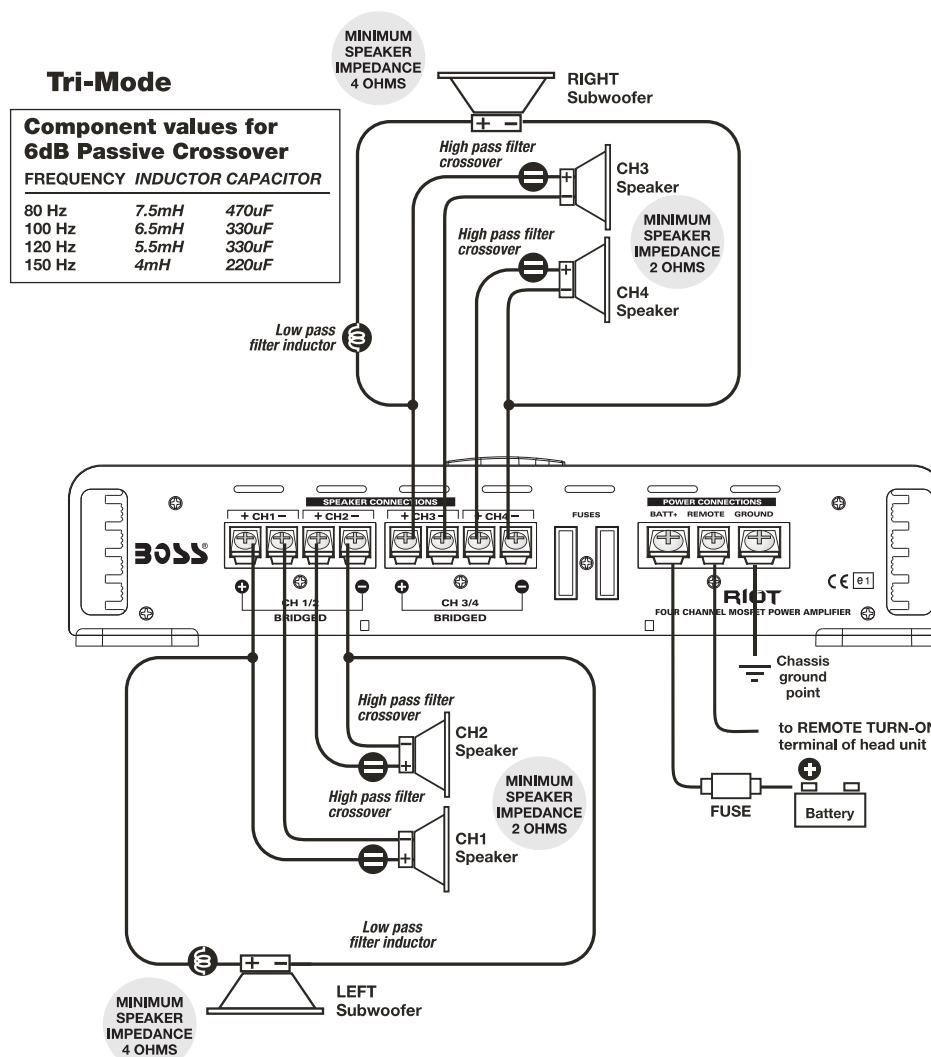 Tri-Mode
Component values for
6dB Passive Crossover
FREQUENCY INDUCTOR CAPACITOR
80 Hz 7.5mH 470uF
100 Hz 6.5mH 330uF
120 Hz 5.5mH 330uF
150 Hz 4mH 220uF
MINIMUM
SPEAKER
IMPEDANCE
4 OHMS
RIGHT
Subwoofer
+ −
High pass filter
crossover
+
−
CH3
Speaker
MINIMUM
SPEAKER
IMPEDANCE
2 OHMS
High pass filter
crossover
+
−
CH4
Speaker
Low pass
filter inductor
SPEAKER CONNECTIONS
+ CH1 −
+ CH2 −
+ CH3 −
+ CH4 −
FUSES
POWER CONNECTIONS
BATT+ REMOTE GROUND
BOSS®
+ CH 1/2 −
BRIDGED
+ CH 3/4 −
BRIDGED
RIOT
FOUR CHANNEL MOSFET POWER AMPLIFIER
CE e1
Chassis
ground
point
to REMOTE TURN-ON
terminal of head unit
+
FUSE
Battery
High pass filter
crossover
−
+
CH2
Speaker
High pass filter
crossover
−
+
CH1
Speaker
MINIMUM
SPEAKER
IMPEDANCE
2 OHMS
Low pass
filter inductor
+ −
LEFT
Subwoofer
MINIMUM
SPEAKER
IMPEDANCE
4 OHMS